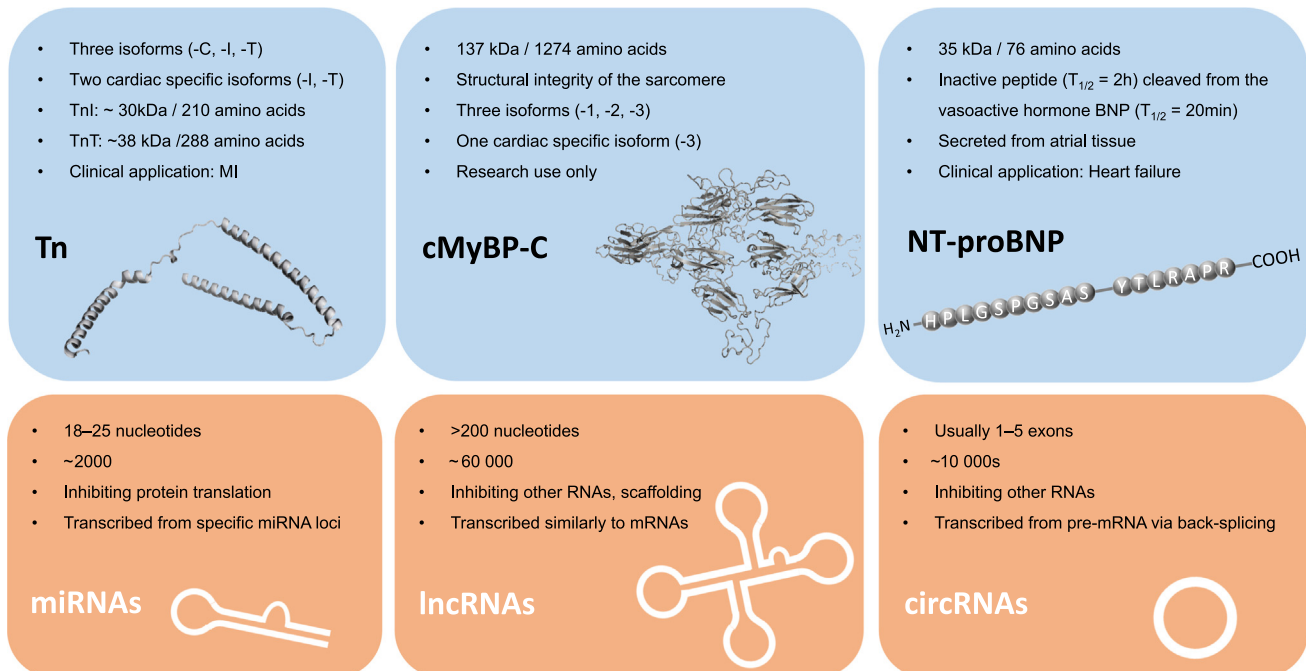 • Three isoforms (-C, -I, -T)
• Two cardiac specific isoforms (-I, -T)
• TnI: ~ 30kDa / 210 amino acids
• TnT: ~38 kDa /288 amino acids
• Clinical application: MI
Tn
• 137 kDa / 1274 amino acids
• Structural integrity of the sarcomere
• Three isoforms (-1, -2, -3)
• One cardiac specific isoform (-3)
• Research use only
cMyBP-C
• 35 kDa / 76 amino acids
• Inactive peptide (T1/2 = 2h) cleaved from the
vasoactive hormone BNP (T1/2 = 20min)
• Secreted from atrial tissue
• Clinical application: Heart failure
NT-proBNP
H2N HPLGSPGSAS YTLRAPR COOH
• 18–25 nucleotides
• ~2000
• Inhibiting protein translation
• Transcribed from specific miRNA loci
miRNAs
• >200 nucleotides
• ~60 000
• Inhibiting other RNAs, scaffolding
• Transcribed similarly to mRNAs
lncRNAs
• Usually 1–5 exons
• ~10 000s
• Inhibiting other RNAs
• Transcribed from pre-mRNA via back-splicing
circRNAs